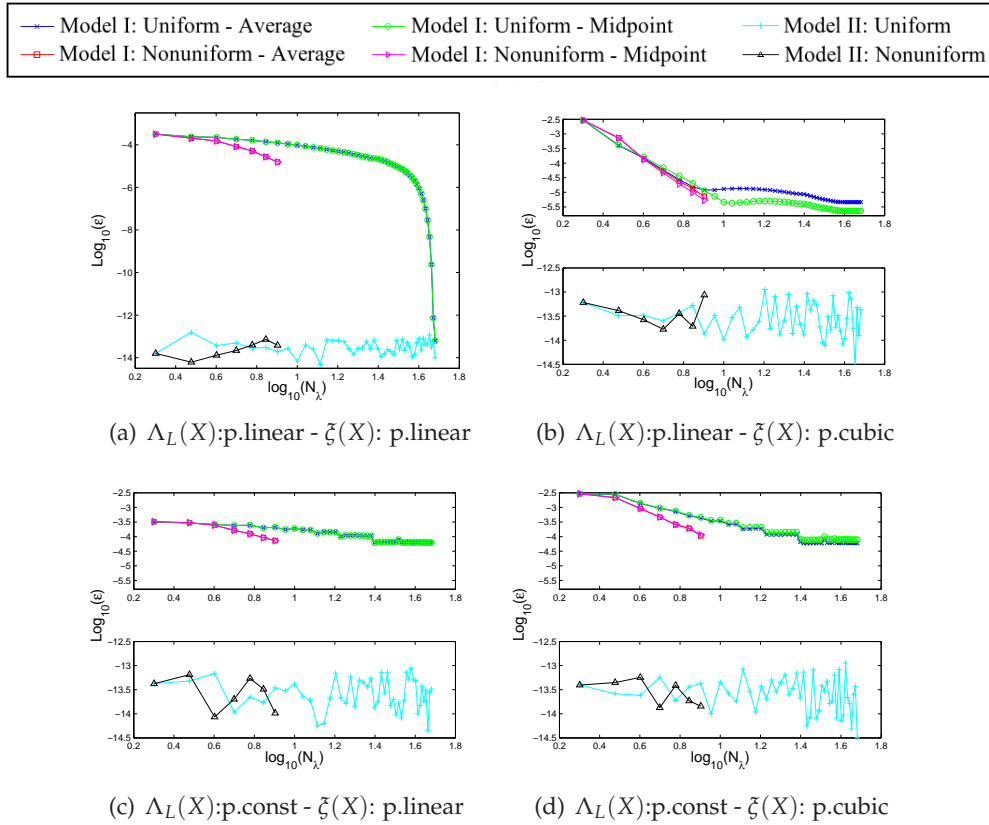 Model I: Uniform - Average
Model I: Uniform - Midpoint
Model II: Uniform
Model I: Nonuniform - Average
Model I: Nonuniform - Midpoint
Model II: Nonuniform
−4
−6
−8
−10
−12
−14
Log10(ε)
0.2 0.4 0.6 0.8 1 1.2 1.4 1.6 1.8
log10(Nλ)
(a) Λ_L(X):p.linear - ξ(X): p.linear
−2.5
−3
−3.5
−4
−4.5
−5
−5.5
0.2 0.4 0.6 0.8 1 1.2 1.4 1.6 1.8
Log10(ε)
−12.5
−13
−13.5
−14
−14.5
0.2 0.4 0.6 0.8 1 1.2 1.4 1.6 1.8
log10(Nλ)
(b) Λ_L(X):p.linear - ξ(X): p.cubic
−2.5
−3
−3.5
−4
−4.5
−5
−5.5
0.2 0.4 0.6 0.8 1 1.2 1.4 1.6 1.8
Log10(ε)
−12.5
−13
−13.5
−14
−14.5
0.2 0.4 0.6 0.8 1 1.2 1.4 1.6 1.8
log10(Nλ)
(c) Λ_L(X):p.const - ξ(X): p.linear
−2.5
−3
−3.5
−4
−4.5
−5
−5.5
0.2 0.4 0.6 0.8 1 1.2 1.4 1.6 1.8
Log10(ε)
−12.5
−13
−13.5
−14
−14.5
0.2 0.4 0.6 0.8 1 1.2 1.4 1.6 1.8
log10(Nλ)
(d) Λ_L(X):p.const - ξ(X): p.cubic